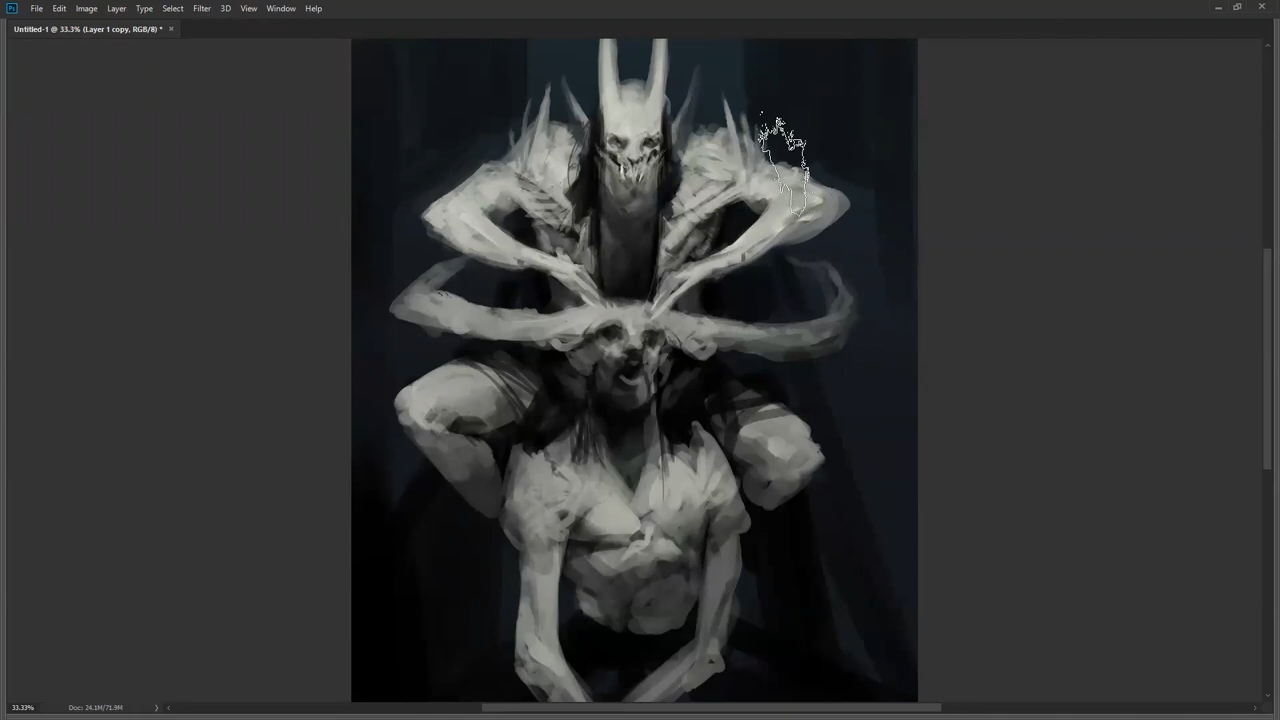 Ps File Edit Image Layer Type Select Filter 3D View Window Help
Untitled-1 @ 33.3% (Layer 1 copy, RGB/8) *
33.33% Doc: 24.1M/71.9M